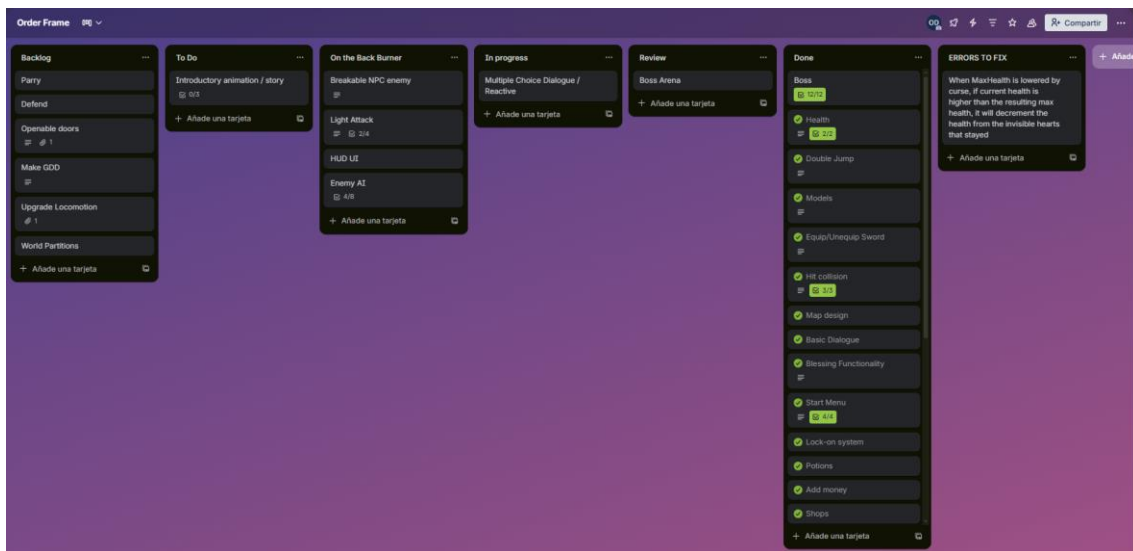 Order Frame
Compartir
Backlog
Parry
Defend
Openable doors
1
Make GDD
Upgrade Locomotion
1
World Partitions
+ Añade una tarjeta
To Do
Introductory animation / story
0/3
+ Añade una tarjeta
On the Back Burner
Breakable NPC enemy
Light Attack
2/4
HUD UI
Enemy AI
4/8
+ Añade una tarjeta
In progress
Multiple Choice Dialogue /
Reactive
+ Añade una tarjeta
Review
Boss Arena
+ Añade una tarjeta
Done
Boss
12/12
Health
2/2
Double Jump
Models
Equip/Unequip Sword
Hit collision
3/3
Map design
Basic Dialogue
Blessing Functionality
Start Menu
4/4
Lock-on system
Potions
Add money
Shops
+ Añade una tarjeta
ERRORS TO FIX
When MaxHealth is lowered by
curse, if current health is
higher than the resulting max
health, it will decrement the
health from the invisible hearts
that stayed
+ Añade una tarjeta
+ Añade